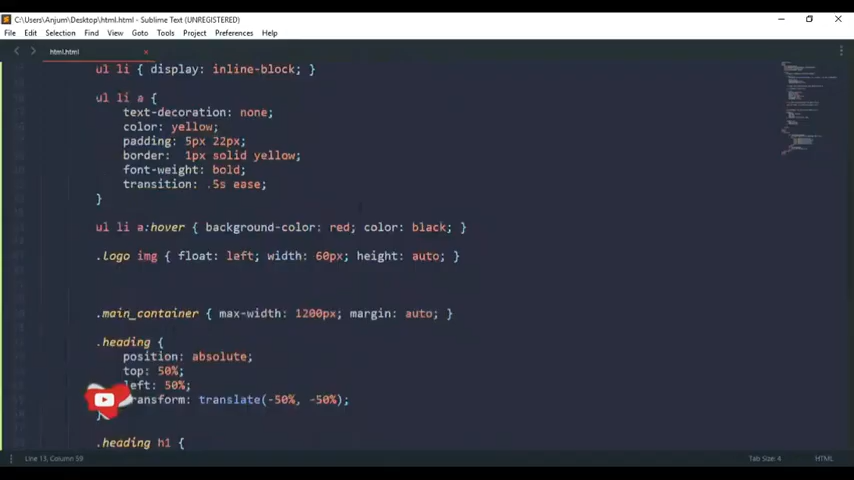 C:\Users\Anjum\Desktop\html.html - Sublime Text (UNREGISTERED)
File Edit Selection Find View Goto Tools Project Preferences Help
html.html
ul li { display: inline-block; }
ul li a {
text-decoration: none;
color: yellow;
padding: 5px 22px;
border: 1px solid yellow;
font-weight: bold;
transition: .5s ease;
}
ul li a:hover { background-color: red; color: black; }
.Logo img { float: left; width: 60px; height: auto; }
.main_container { max-width: 1200px; margin: auto; }
.heading {
position: absolute;
top: 50%;
left: 50%;
ransform: translate(-50%, -50%);
}
.heading h1 {
Line 13, Column 59
Tab Size: 4
HTML